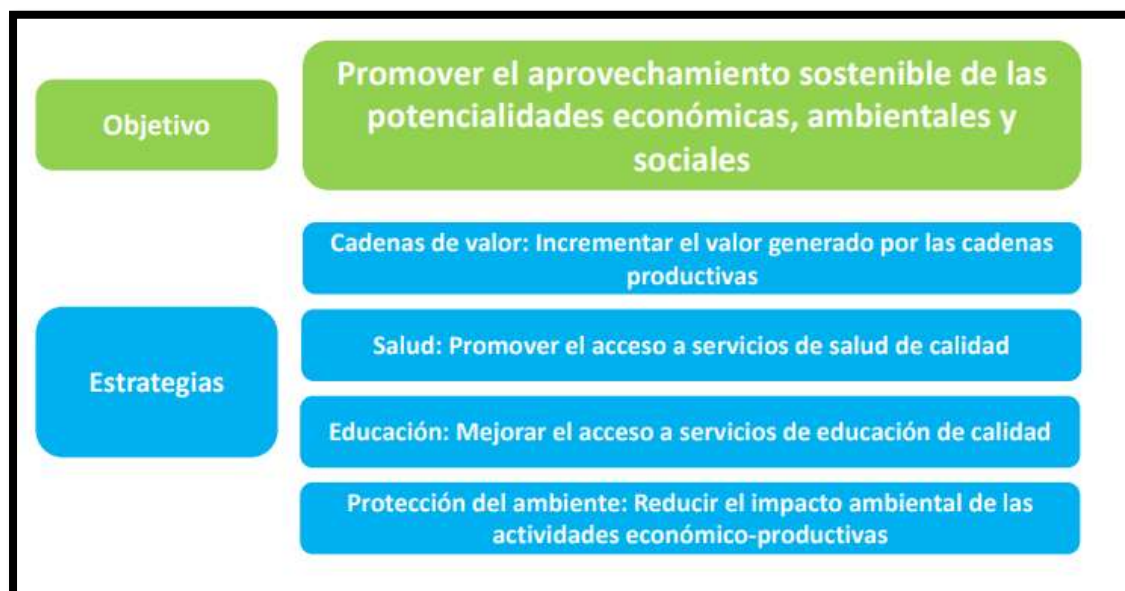 Objetivo
Promover el aprovechamiento sostenible de las
potencialidades económicas, ambientales y
sociales
Estrategias
Cadenas de valor: Incrementar el valor generado por las cadenas
productivas
Salud: Promover el acceso a servicios de salud de calidad
Educación: Mejorar el acceso a servicios de educación de calidad
Protección del ambiente: Reducir el impacto ambiental de las
actividades económico-productivas